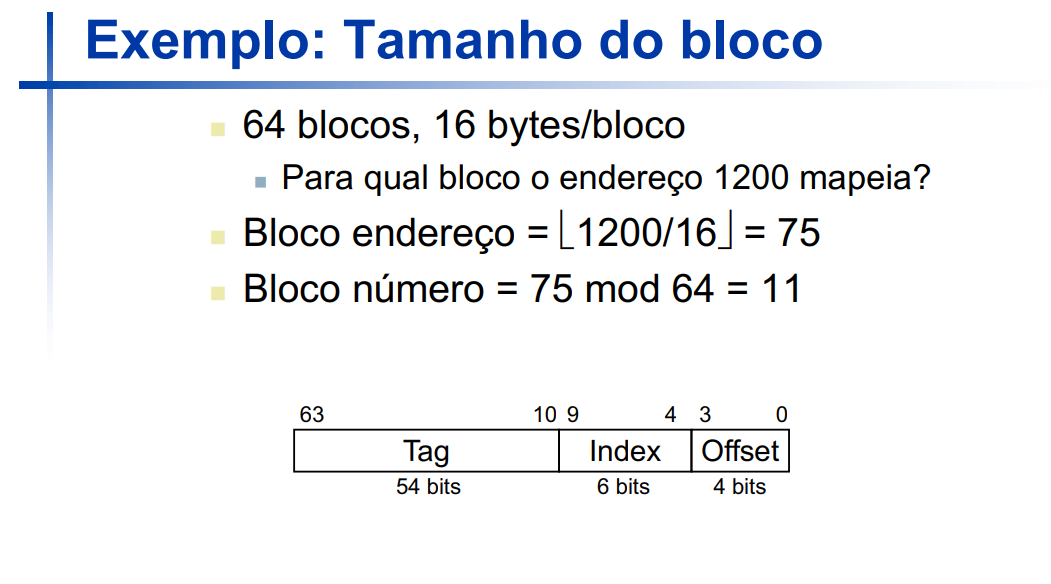 Exemplo: Tamanho do bloco
64 blocos, 16 bytes/bloco
Para qual bloco o endereço 1200 mapeia?
Bloco endereço = ⌊1200/16⌋ = 75
Bloco número = 75 mod 64 = 11
63 10 9 4 3 0
Tag Index Offset
54 bits 6 bits 4 bits